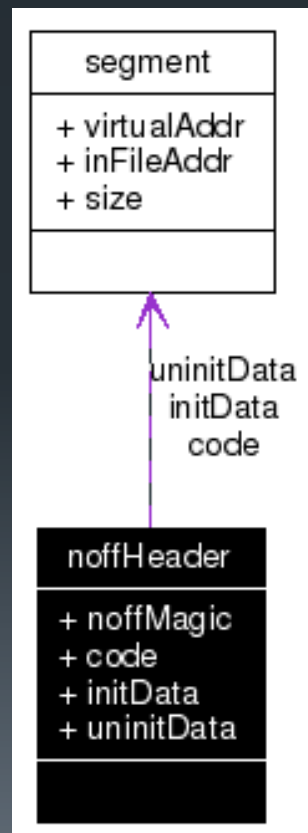 segment
+ virtualAddr
+ inFileAddr
+ size
uninitData
initData
code
noffHeader
+ noffMagic
+ code
+ initData
+ uninitData